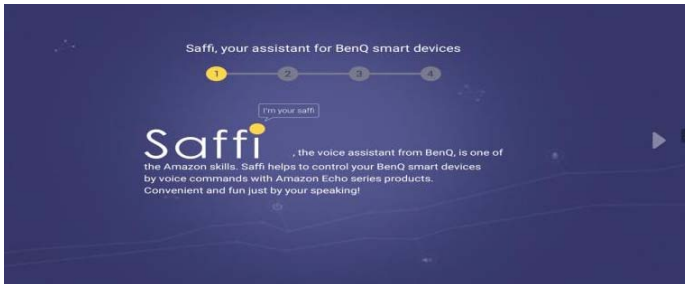 Saffi, your assistant for BenQ smart devices
1 2 3 4
I'm your saffi
Saffi , the voice assistant from BenQ, is one of
the Amazon skills. Saffi helps to control your BenQ smart devices
by voice commands with Amazon Echo series products.
Convenient and fun just by your speaking!